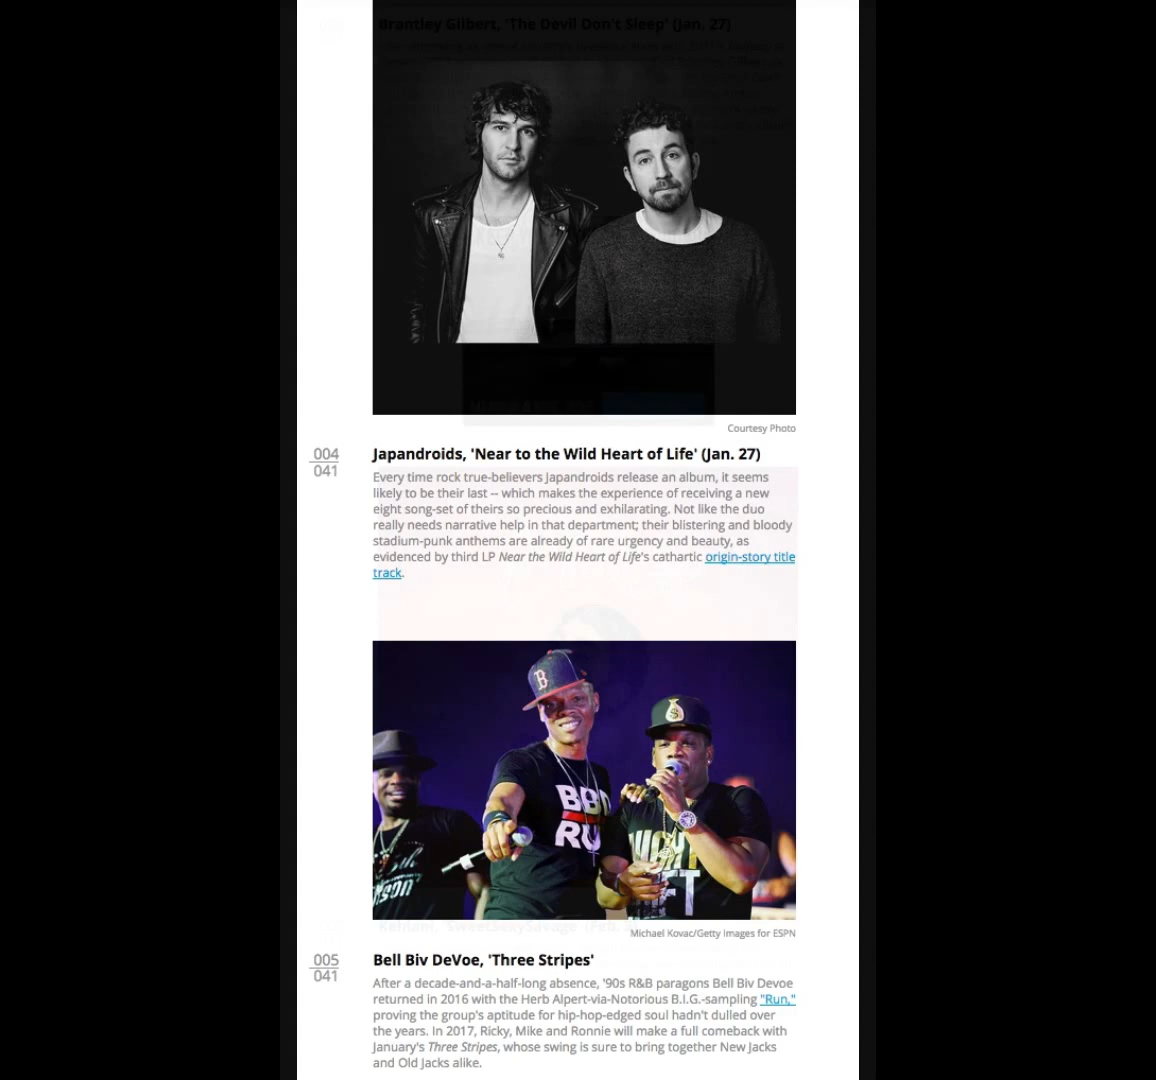 Brantley Gilbert, 'The Devil Don't Sleep' (Jan. 27)
Courtesy Photo
004
041
Japandroids, 'Near to the Wild Heart of Life' (Jan. 27)
Every time rock true-believers Japandroids release an album, it seems
likely to be their last -- which makes the experience of receiving a new
eight song-set of theirs so precious and exhilarating. Not like the duo
really needs narrative help in that department; their blistering and bloody
stadium-punk anthems are already of rare urgency and beauty, as
evidenced by third LP Near the Wild Heart of Life's cathartic origin-story title
track.
B
$
BBD
RU
NIGHT
FT
SON
Kehlani, 'SweetSexySavage' (Feb.
Michael Kovac/Getty Images for ESPN
005
041
Bell Biv DeVoe, 'Three Stripes'
After a decade-and-a-half-long absence, '90s R&B paragons Bell Biv Devoe
returned in 2016 with the Herb Alpert-via-Notorious B.I.G.-sampling "Run,"
proving the group's aptitude for hip-hop-edged soul hadn't dulled over
the years. In 2017, Ricky, Mike and Ronnie will make a full comeback with
January's Three Stripes, whose swing is sure to bring together New Jacks
and Old Jacks alike.